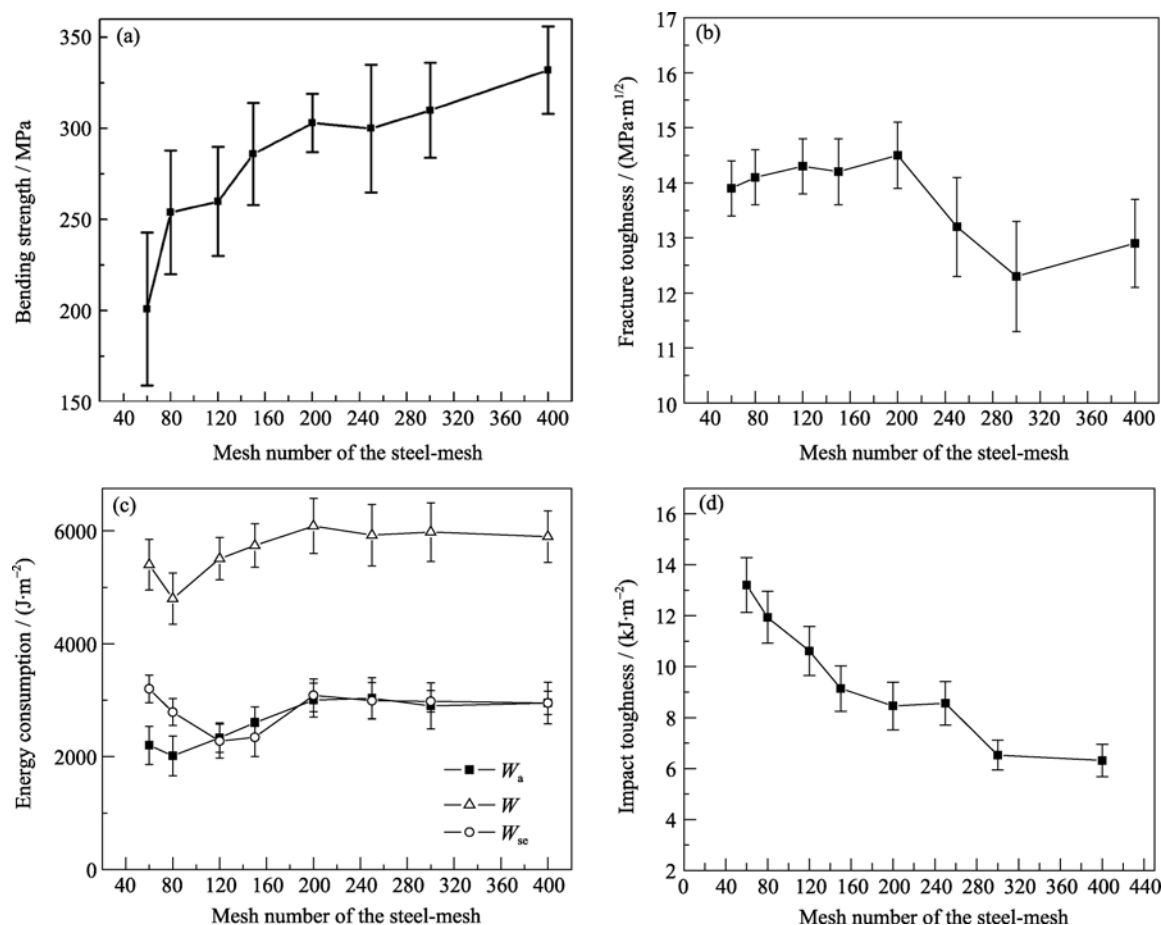 (a)
350
300
250
200
150
Bending strength / MPa
40 80 120 160 200 240 280 320 360 400
Mesh number of the steel-mesh
(b)
17
16
15
14
13
12
11
10
Fracture toughness / (MPa·m¹ᐟ²)
40 80 120 160 200 240 280 320 360 400
Mesh number of the steel-mesh
(c)
6000
4000
2000
0
Energy consumption / (J·m⁻²)
Wₐ
W
Wₛₑ
40 80 120 160 200 240 280 320 360 400
Mesh number of the steel-mesh
(d)
16
14
12
10
8
6
4
2
Impact toughness / (kJ·m⁻²)
0 40 80 120 160 200 240 280 320 360 400 440
Mesh number of the steel-mesh